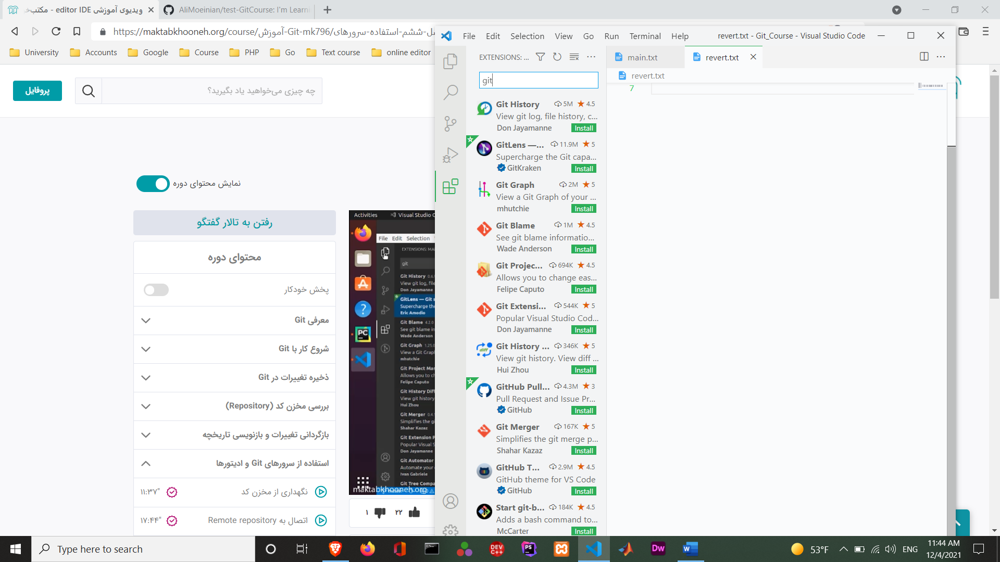 ویدیوی آموزشی editor IDE - مکتب‌خ
AliMoeinian/test-GitCourse: I'm Learni
https://maktabkhooneh.org/course/آموزش-Git-mk796/
University
Accounts
Google
Course
PHP
Go
Text course
online editor
پروفایل
چه چیزی می‌خواهید یاد بگیرید؟
نمایش محتوای دوره
رفتن به تالار گفتگو
محتوای دوره
پخش خودکار
معرفی Git
شروع کار با Git
ذخیره تغییرات در Git
بررسی مخزن کد (Repository)
بازگردانی تغییرات و بازنویسی تاریخچه
استفاده از سرورهای Git و ادیتورها
نگهداری از مخزن کد
۱۱:۳۷"
اتصال به Remote repository
۱۷:۴۴"
Activities
Visual Studio C
File Edit Selection
EXTENSIONS: MA
git
Git History 0.6.
View git log, file
Don Jayamanne
GitLens — Git s
Supercharge the
Eric Amodio
Git Blame 4.2.0
See git blame in
Wade Anderson
Git Graph 1.25.0
View a Git Grap
mhutchie
Git Project Man
Allows you to ch
Felipe Caputo
Git History Diff
View git history
Hui Zhou
Git Merger 0.4.
Simplifies the gi
Shahar Kazaz
Git Extension P
Popular Visual S
Don Jayamanne
Git Automator
Automate your
Ivan Gabriele
Git Tree Compa
maktabkhooneh.org
۱
۲۲
File Edit Selection View Go Run Terminal Help
revert.txt - Git_Course - Visual Studio Code
EXTENSIONS: ...
git
Git History 5M 4.5
View git log, file history, c...
Don Jayamanne
Install
GitLens —... 11.9M 5
Supercharge the Git capa...
GitKraken
Install
Git Graph 2M 5
View a Git Graph of your ...
mhutchie
Install
Git Blame 1M 4.5
See git blame informatio...
Wade Anderson
Install
Git Projec... 694K 4.5
Allows you to change eas...
Felipe Caputo
Install
Git Extensi... 544K 5
Popular Visual Studio Cod...
Don Jayamanne
Install
Git History ... 346K 5
View git history. View diff ...
Hui Zhou
Install
GitHub Pull... 4.3M 3
Pull Request and Issue Pr...
GitHub
Install
Git Merger 167K 5
Simplifies the git merge p...
Shahar Kazaz
Install
GitHub T... 2.9M 4.5
GitHub theme for VS Code
GitHub
Install
Start git-b... 184K 4.5
Adds a bash command to...
McCarter
Install
main.txt
revert.txt
revert.txt
7
Type here to search
53°F
ENG
11:44 AM
12/4/2021